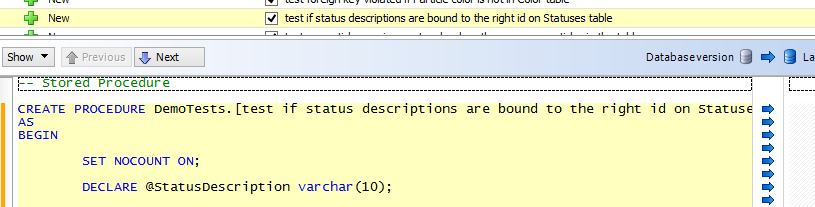 New test foreign key violated if Particle color is not in Color table
New test if status descriptions are bound to the right id on Statuses table
New
Show Previous Next Databaseversion La
-- Stored Procedure
CREATE PROCEDURE DemoTests.[test if status descriptions are bound to the right id on Statuse
AS
BEGIN
SET NOCOUNT ON;
DECLARE @StatusDescription varchar(10);